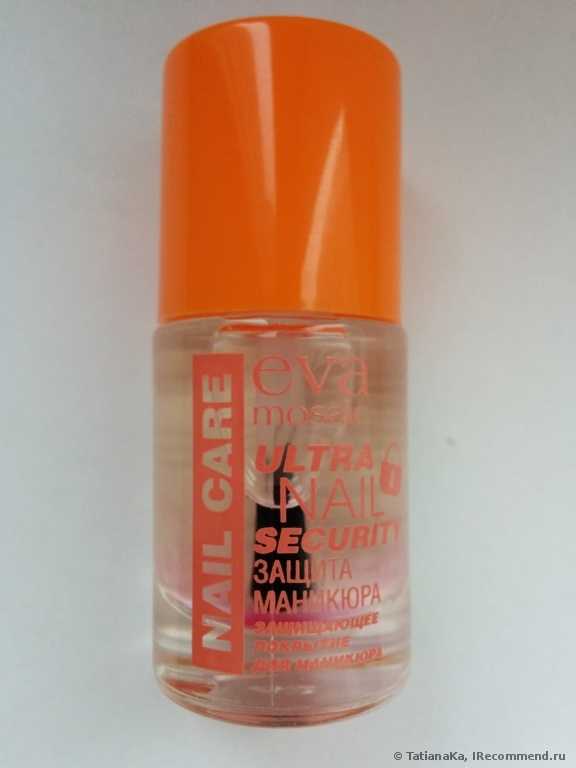 NAIL CARE
eva
mosaic
ULTRA
NAIL
SECURITY
ЗАЩИТА
МАНИКЮРА
ЗАЩИЩАЮЩЕЕ
ПОКРЫТИЕ
ДЛЯ МАНИКЮРА
© TatianaKa, IRecommend.ru